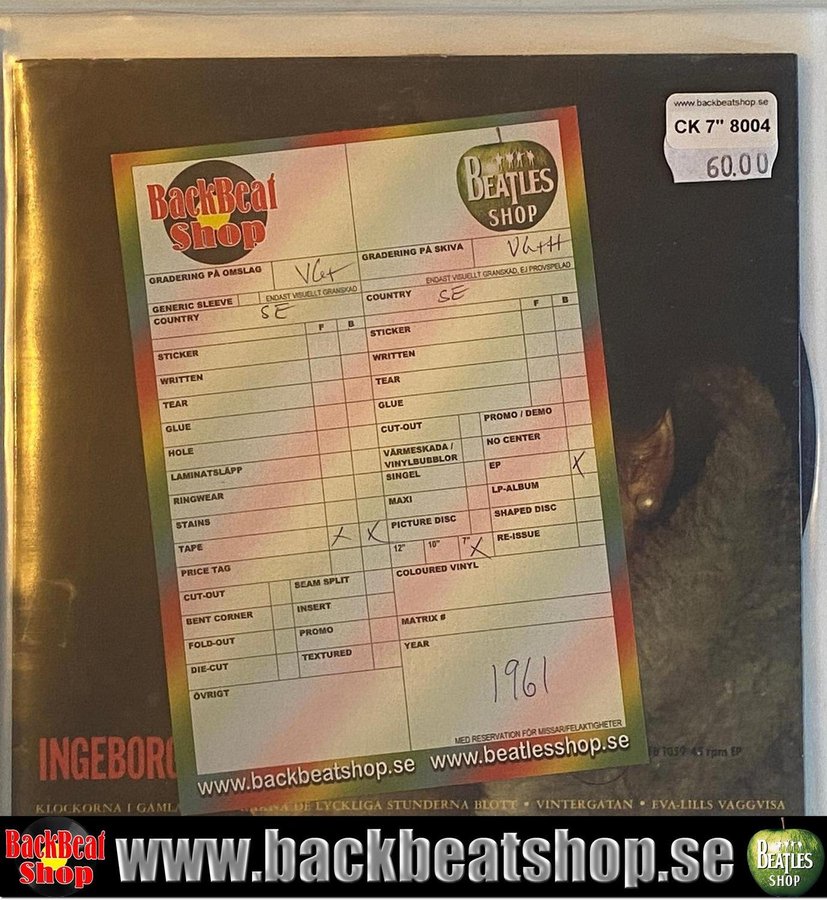 www.backbeatshop.se
CK 7" 8004
60.00
BackBeat
Shop
BEATLES
SHOP
GRADERING PÅ OMSLAG
VG+
GENERIC SLEEVE
ENDAST VISUELLT GRANSKAD
COUNTRY
SE
F B
STICKER
WRITTEN
TEAR
GLUE
HOLE
LAMINATSLÄPP
RINGWEAR
STAINS
TAPE X X
PRICE TAG
CUT-OUT
SEAM SPLIT
BENT CORNER
INSERT
FOLD-OUT
PROMO
DIE-CUT
TEXTURED
ÖVRIGT
GRADERING PÅ SKIVA
VG++
ENDAST VISUELLT GRANSKAD, EJ PROVSPELAD
COUNTRY
SE
F B
STICKER
WRITTEN
TEAR
GLUE
CUT-OUT
PROMO / DEMO
VÄRMESKADA /
VINYLBUBBLOR
NO CENTER
SINGEL
EP X
MAXI
LP-ALBUM
PICTURE DISC
SHAPED DISC
12" 10" 7" X
RE-ISSUE
COLOURED VINYL
MATRIX #
YEAR
1961
MED RESERVATION FÖR MISSAR/FELAKTIGHETER
www.backbeatshop.se www.beatlesshop.se
INGEBORG
45 rpm EP
KLOCKORNA I GAMLA DE LYCKLIGA STUNDERNA BLOTT • VINTERGATAN • EVA-LILLS VAGGVISA
BackBeat
Shop
www.backbeatshop.se
BEATLES
SHOP